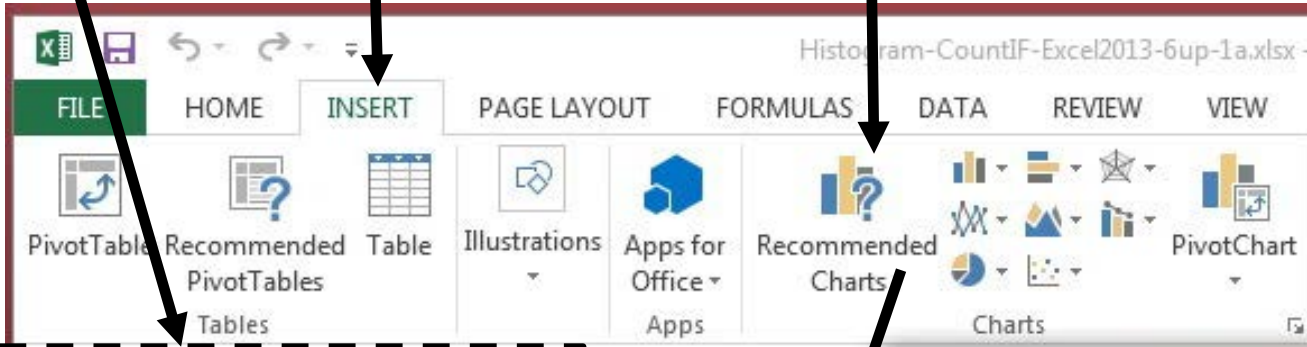 Histogram-CountIF-Excel2013-6up-1a.xlsx -
FILE HOME INSERT PAGE LAYOUT FORMULAS DATA REVIEW VIEW
PivotTable Recommended PivotTables Table Illustrations Apps for Office Recommended Charts PivotChart
Tables Apps Charts